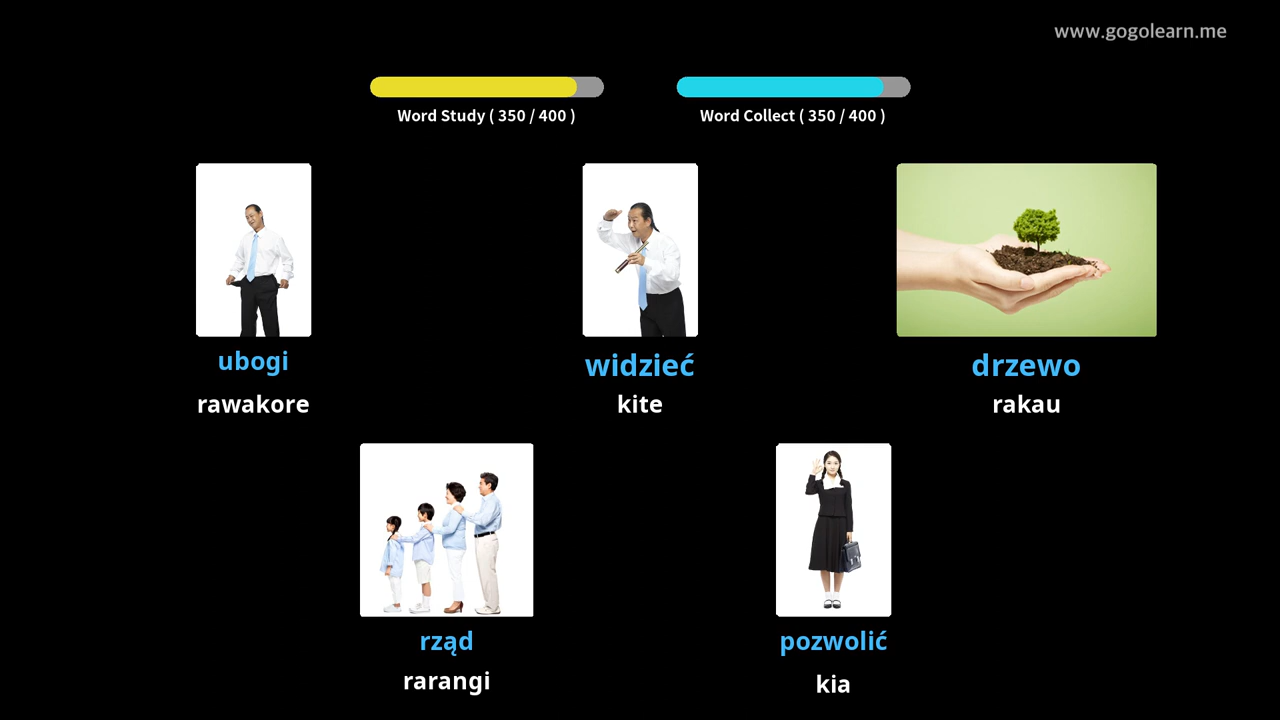 www.gogolearn.me
Word Study ( 350 / 400 )
Word Collect ( 350 / 400 )
ubogi
rawakore
widzieć
kite
drzewo
rakau
rząd
rarangi
pozwolić
kia